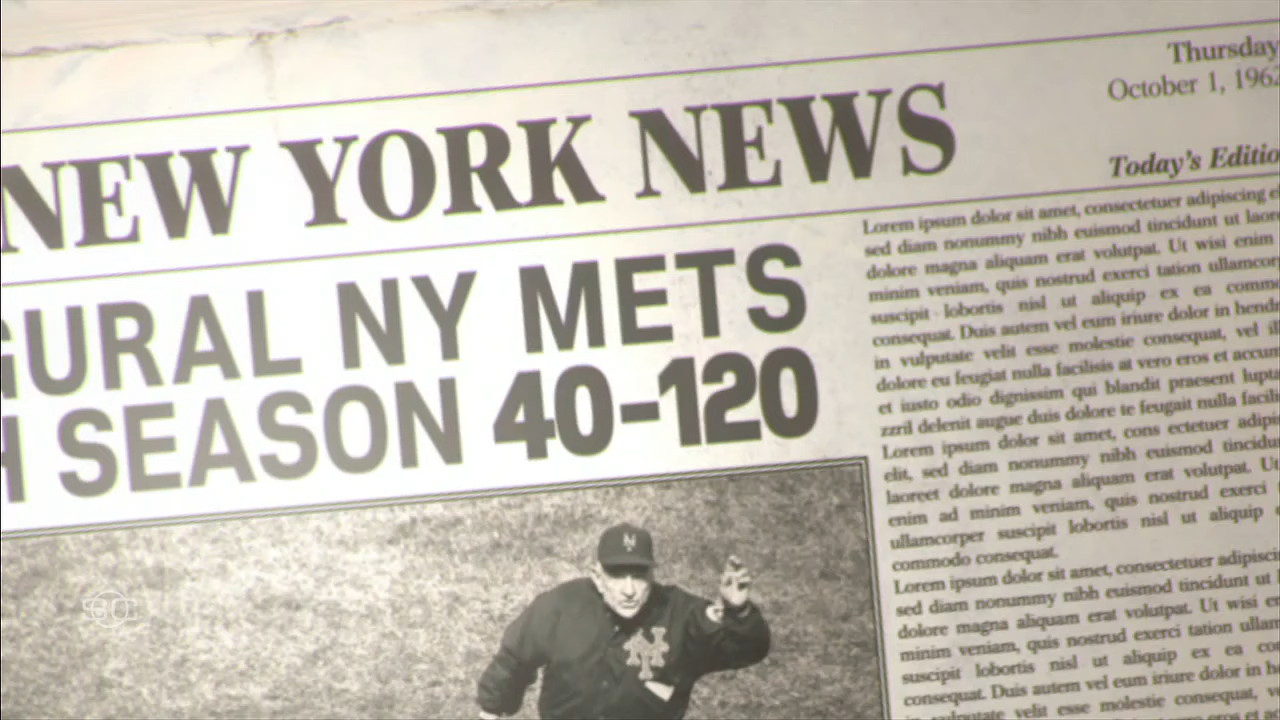 Thursday
October 1, 1962
NEW YORK NEWS
Today's Editio
GURAL NY METS
SEASON 40-120
Lorem ipsum dolor sit amet, consectetuer adipiscing e
sed diam nonummy nibh euismod tincidunt ut laor
dolore magna aliquam erat volutpat. Ut wisi enim
minim veniam, quis nostrud exerci tation ullamcor
suscipit lobortis nisl ut aliquip ex ea commo
consequat. Duis autem vel eum iriure dolor in hendr
in vulputate velit esse molestie consequat, vel il
dolore eu feugiat nulla facilisis at vero eros et accum
et iusto odio dignissim qui blandit praesent lupta
zzril delenit augue duis dolore te feugait nulla facili
Lorem ipsum dolor sit amet, cons ectetuer adipi
elit, sed diam nonummy nibh euismod tincidu
laoreet dolore magna aliquam erat volutpat. Ut
enim ad minim veniam, quis nostrud exerci
ullamcorper suscipit lobortis nisl ut aliquip
commodo consequat.
Lorem ipsum dolor sit amet, consectetuer adipisci
sed diam nonummy nibh euismod tincidunt ut
dolore magna aliquam erat volutpat. Ut wisi e
minim veniam, quis nostrud exerci tation ullam
suscipit lobortis nisl ut aliquip ex ea co
consequat. Duis autem vel eum iriure dolor in h
vulputate velit esse molestie consequat, v
NY
NY